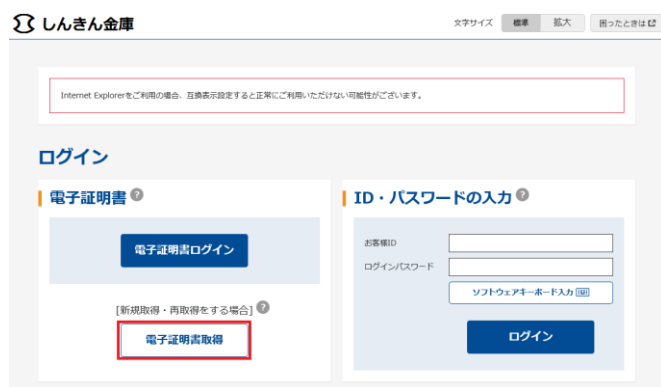 しんきん金庫
文字サイズ 標準 拡大 困ったときは
Internet Explorerをご利用の場合、互換表示設定すると正常にご利用いただけない可能性がございます。
ログイン
電子証明書 ?
電子証明書ログイン
[新規取得・再取得をする場合] ?
電子証明書取得
ID・パスワードの入力 ?
お客様ID
ログインパスワード
ソフトウェアキーボード入力
ログイン